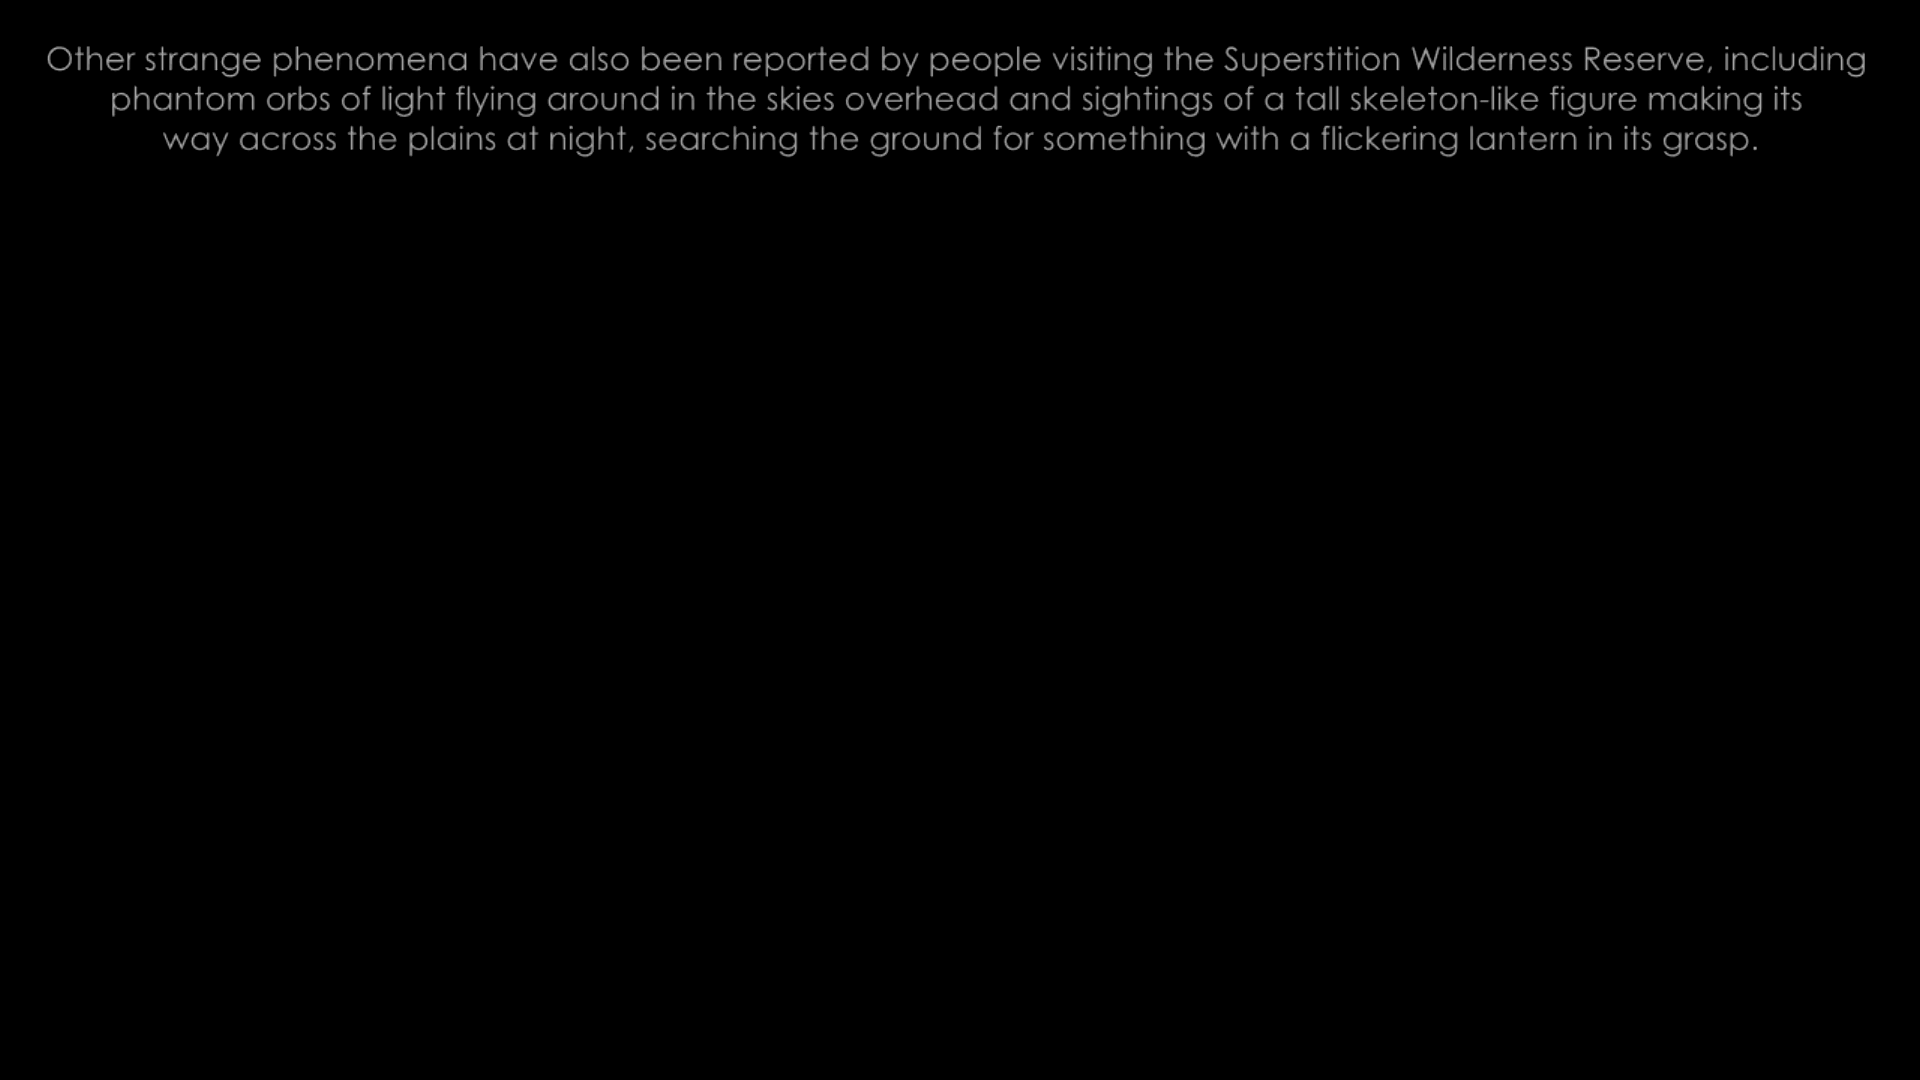 Other strange phenomena have also been reported by people visiting the Superstition Wilderness Reserve, including
phantom orbs of light flying around in the skies overhead and sightings of a tall skeleton-like figure making its
way across the plains at night, searching the ground for something with a flickering lantern in its grasp.